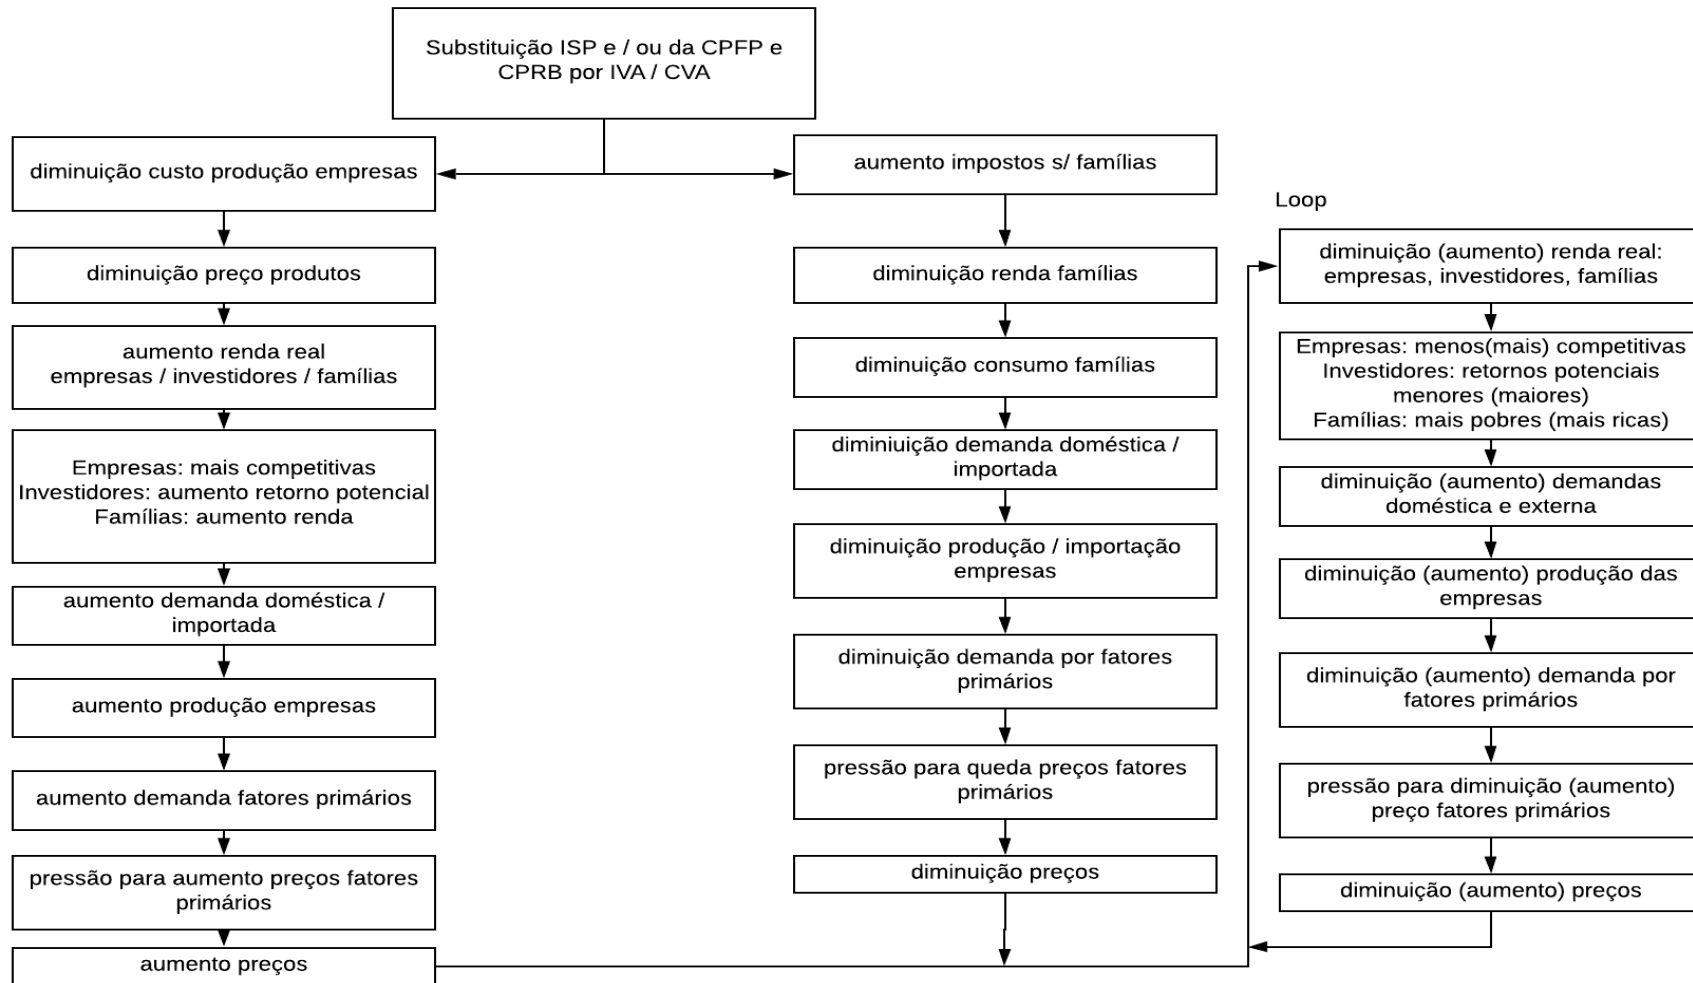 Substituição ISP e / ou da CPFP e
CPRB por IVA / CVA
diminuição custo produção empresas
diminuição preço produtos
aumento renda real
empresas / investidores / famílias
Empresas: mais competitivas
Investidores: aumento retorno potencial
Famílias: aumento renda
aumento demanda doméstica /
importada
aumento produção empresas
aumento demanda fatores primários
pressão para aumento preços fatores
primários
aumento preços
aumento impostos s/ famílias
diminuição renda famílias
diminuição consumo famílias
diminiuição demanda doméstica /
importada
diminuição produção / importação
empresas
diminuição demanda por fatores
primários
pressão para queda preços fatores
primários
diminuição preços
Loop
diminuição (aumento) renda real:
empresas, investidores, famílias
Empresas: menos(mais) competitivas
Investidores: retornos potenciais
menores (maiores)
Famílias: mais pobres (mais ricas)
diminuição (aumento) demandas
doméstica e externa
diminuição (aumento) produção das
empresas
diminuição (aumento) demanda por
fatores primários
pressão para diminuição (aumento)
preço fatores primários
diminuição (aumento) preços